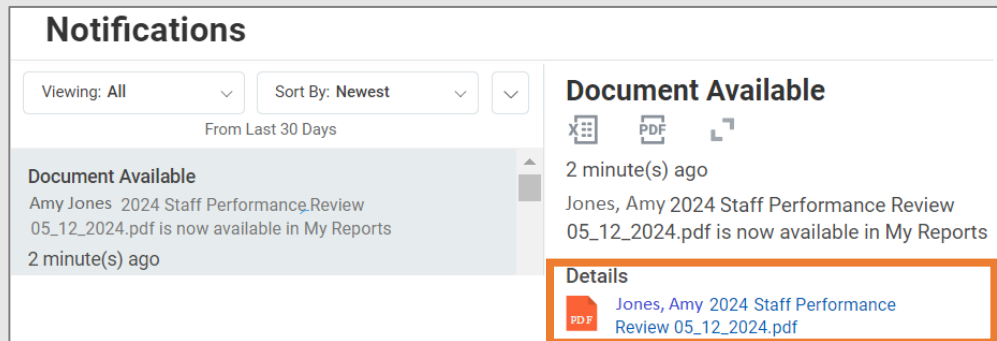 Notifications
Viewing: All
Sort By: Newest
From Last 30 Days
Document Available
Amy Jones 2024 Staff Performance Review
05_12_2024.pdf is now available in My Reports
2 minute(s) ago
Document Available
X
PDF
2 minute(s) ago
Jones, Amy 2024 Staff Performance Review
05_12_2024.pdf is now available in My Reports
Details
PDF
Jones, Amy 2024 Staff Performance
Review 05_12_2024.pdf